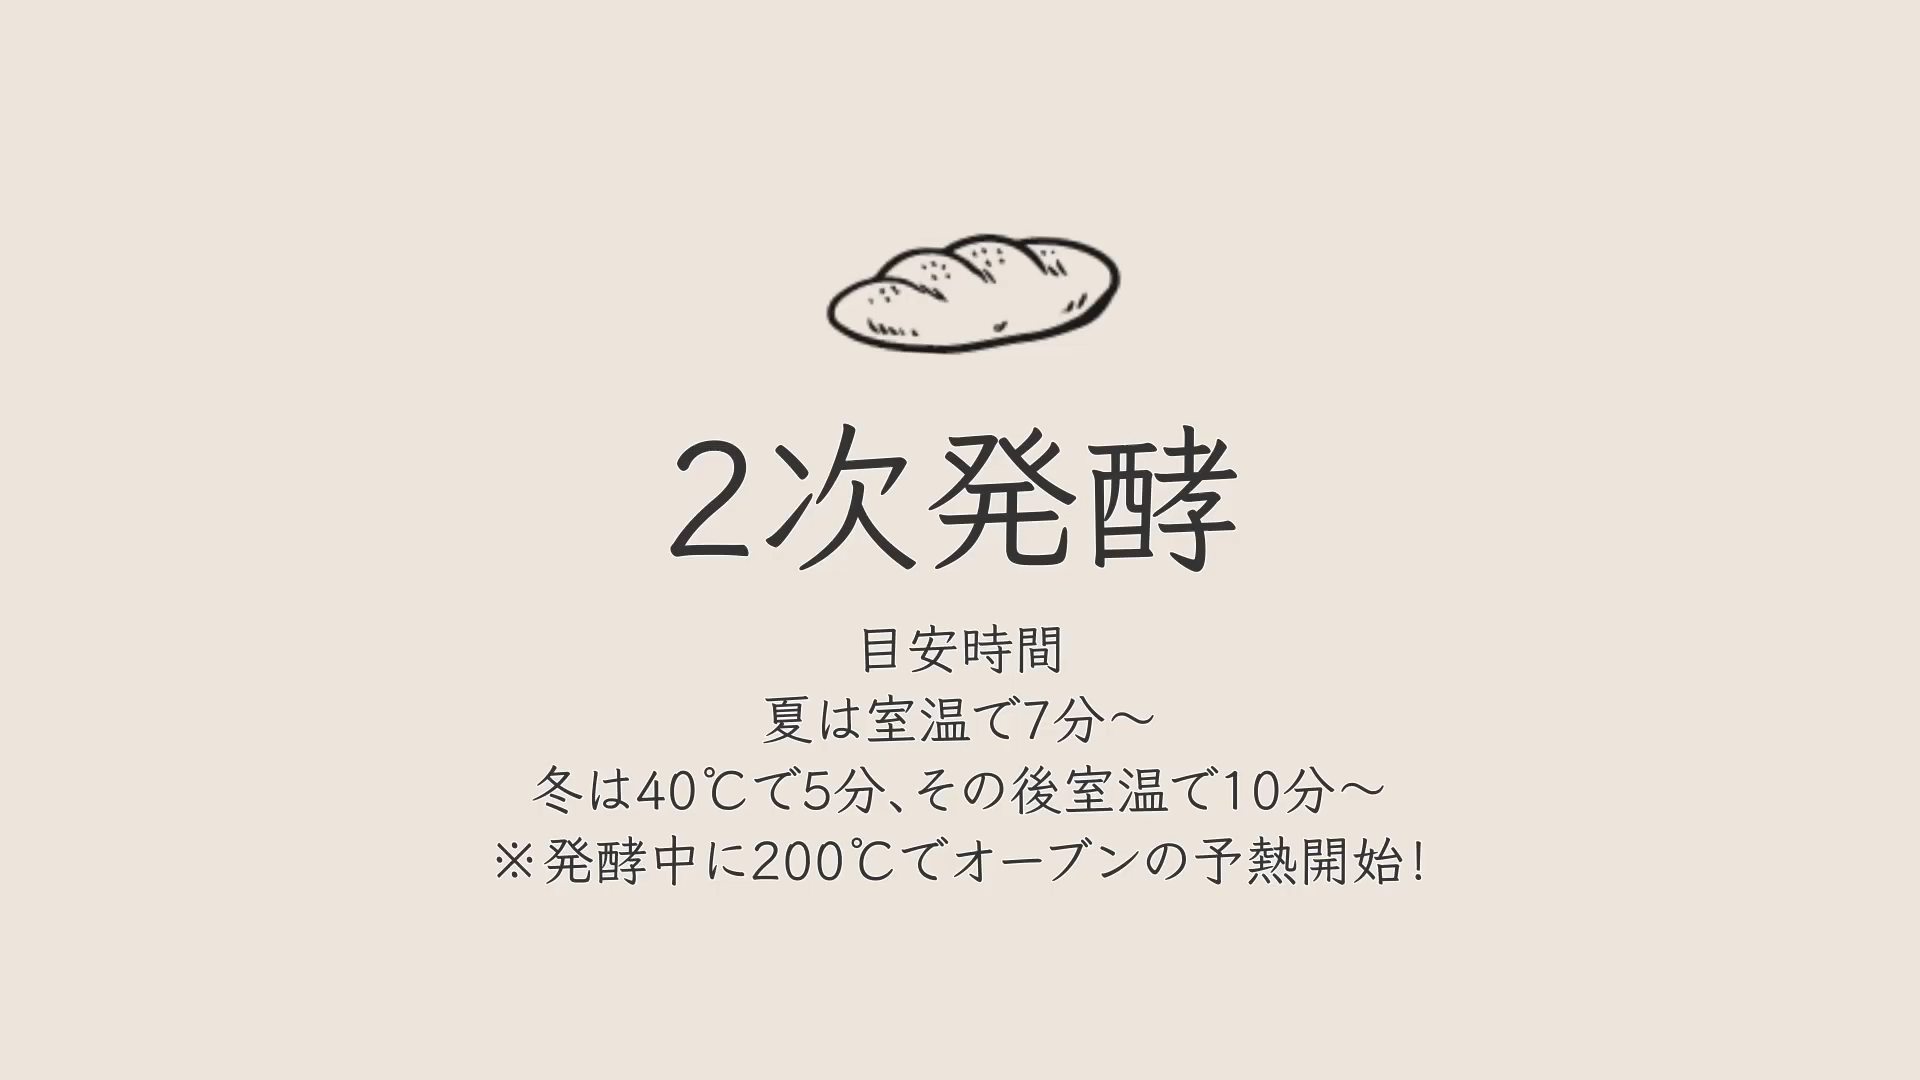 2次発酵
目安時間
夏は室温で7分〜
冬は40℃で5分、その後室温で10分〜
※発酵中に200℃でオーブンの予熱開始!